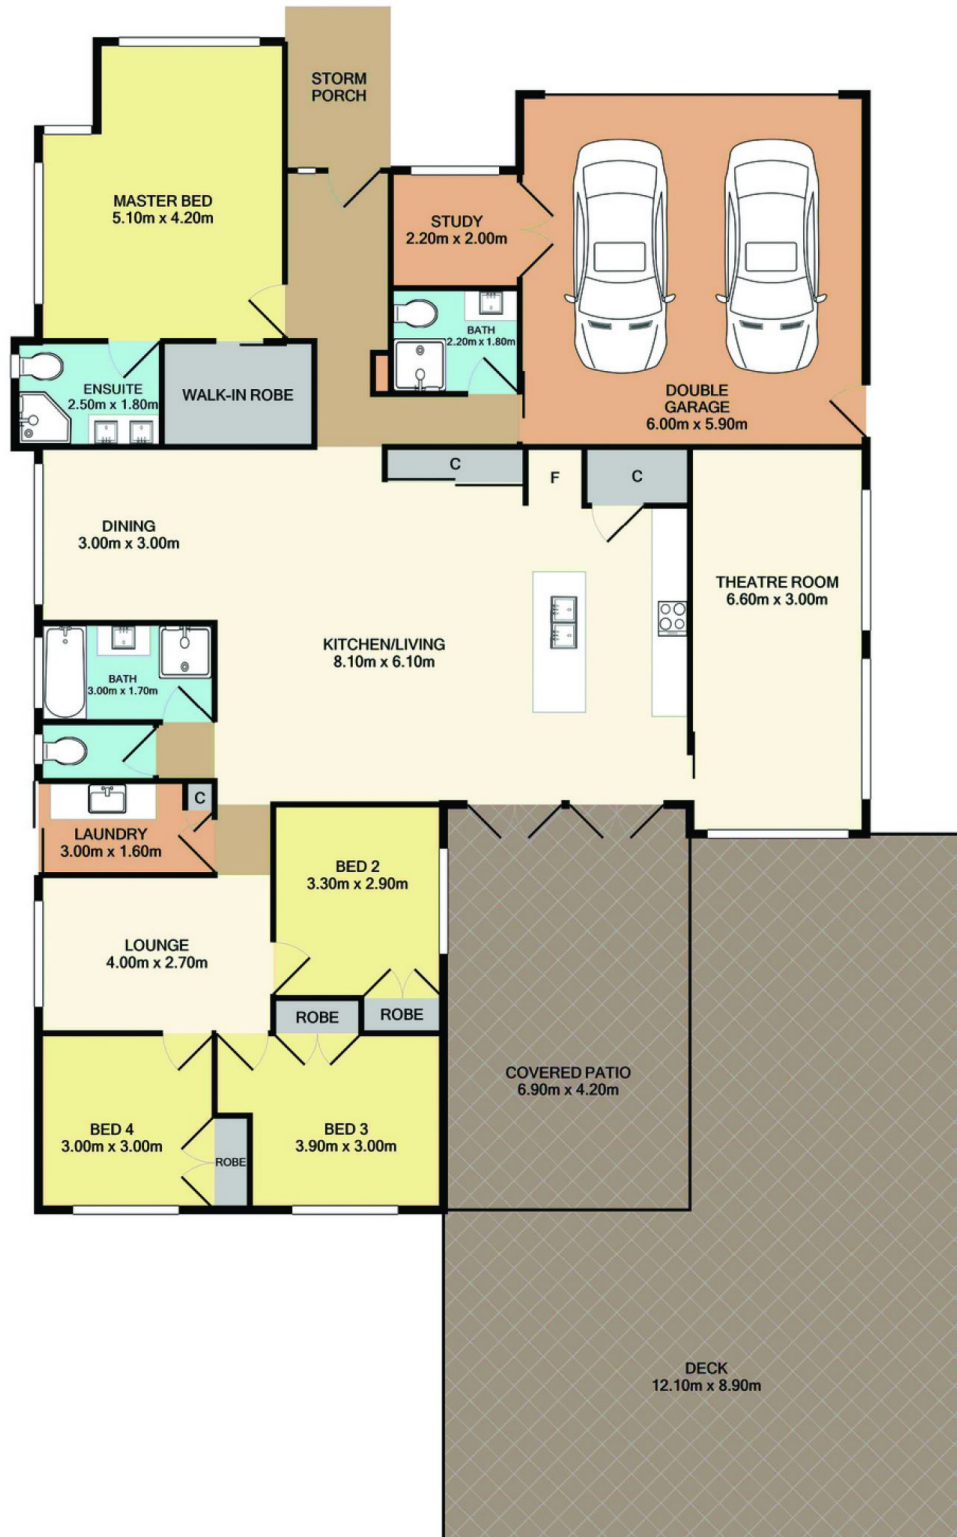 STORM
PORCH
MASTER BED
5.10m x 4.20m
STUDY
2.20m x 2.00m
BATH
2.20m x 1.80m
ENSUITE
2.50m x 1.80m
WALK-IN ROBE
DOUBLE
GARAGE
6.00m x 5.90m
C
F
C
DINING
3.00m x 3.00m
THEATRE ROOM
6.60m x 3.00m
KITCHEN/LIVING
8.10m x 6.10m
BATH
3.00m x 1.70m
C
LAUNDRY
3.00m x 1.60m
BED 2
3.30m x 2.90m
LOUNGE
4.00m x 2.70m
ROBE
ROBE
COVERED PATIO
6.90m x 4.20m
BED 4
3.00m x 3.00m
BED 3
3.90m x 3.00m
ROBE
DECK
12.10m x 8.90m